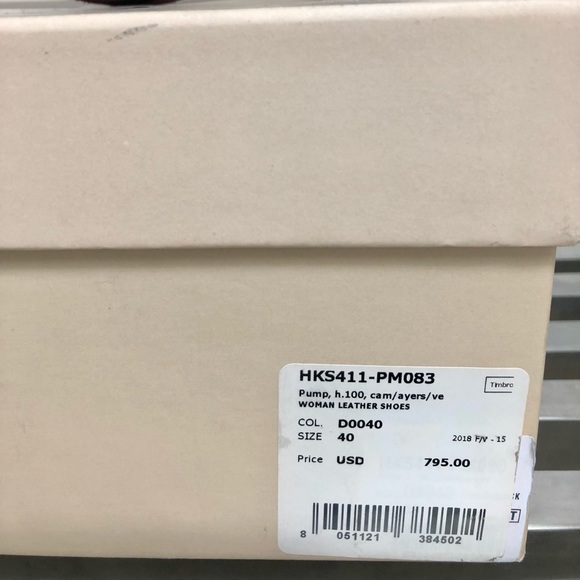 HKS411-PM083
Timbro
Pump, h.100, cam/ayers/ve
WOMAN LEATHER SHOES
COL. D0040
SIZE 40
2018 F/V - 15
Price USD 795.00
8 051121 384502
CK
T